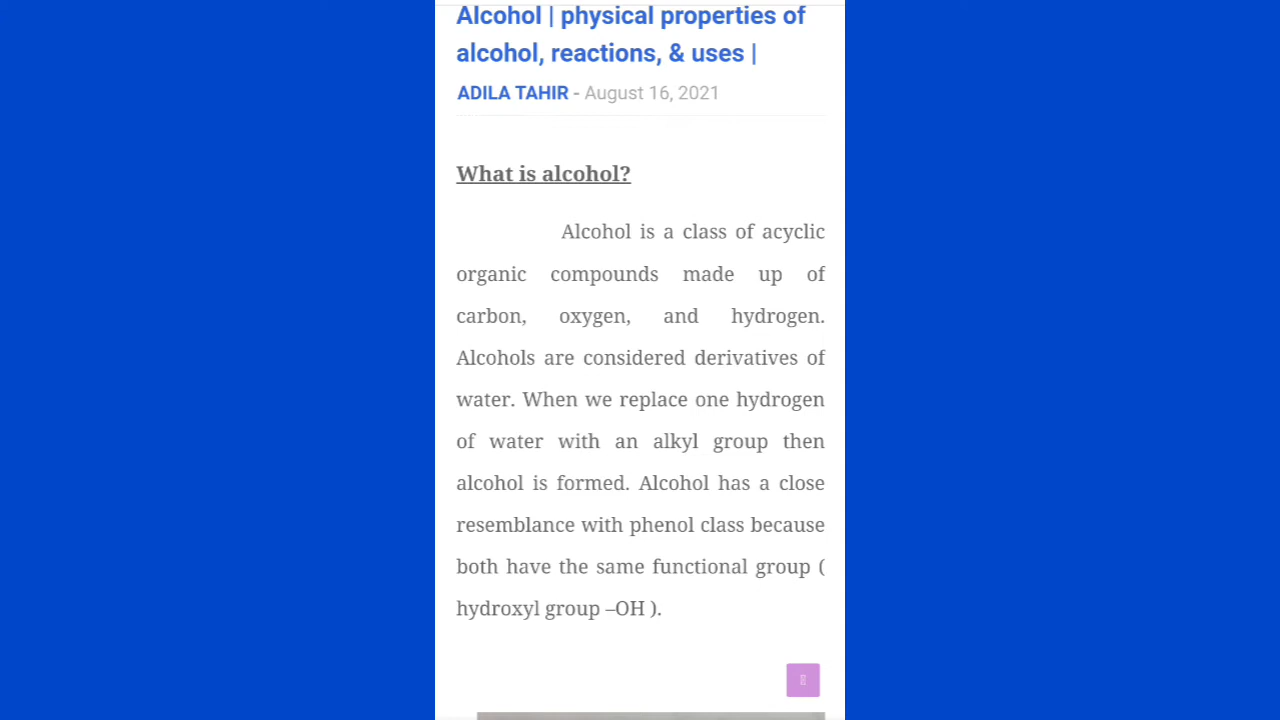 Alcohol | physical properties of
alcohol, reactions, & uses |
ADILA TAHIR - August 16, 2021
What is alcohol?
Alcohol is a class of acyclic
organic compounds made up of
carbon, oxygen, and hydrogen.
Alcohols are considered derivatives of
water. When we replace one hydrogen
of water with an alkyl group then
alcohol is formed. Alcohol has a close
resemblance with phenol class because
both have the same functional group (
hydroxyl group –OH ).